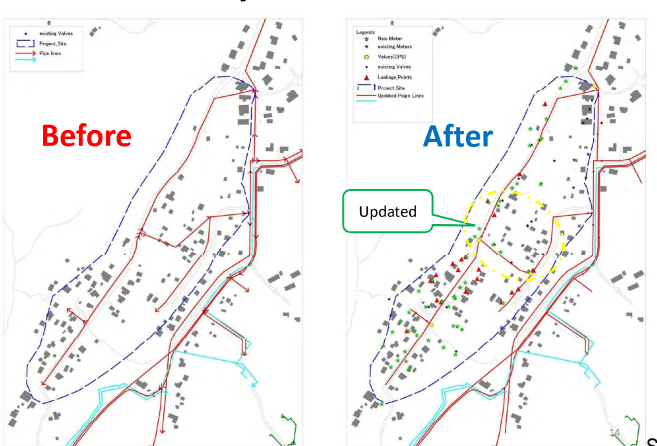 existing Valves
Project_Site
Pipe lines
Before
Legends
New Meter
existing Meters
Valves(GPS)
existing Valves
Leakage_Points
Project Site
Updated Paipn Lines
After
Updated
14
S